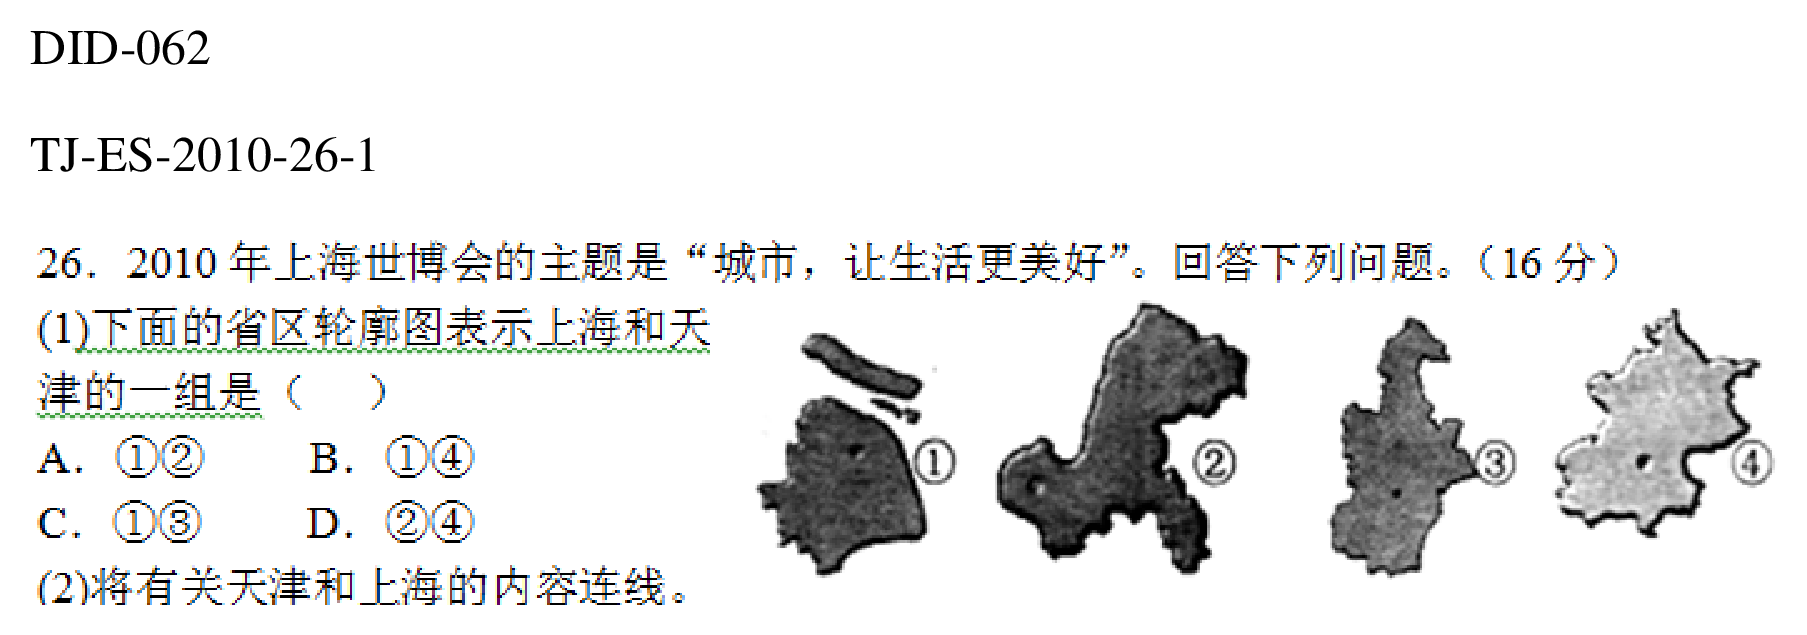 DID-062
TJ-ES-2010-26-1
26．2010 年上海世博会的主题是“城市，让生活更美好”。回答下列问题。（16 分）
(1)下面的省区轮廓图表示上海和天
津的一组是（　）
A．①②　　B．①④
C．①③　　D．②④
① ② ③ ④
(2)将有关天津和上海的内容连线。